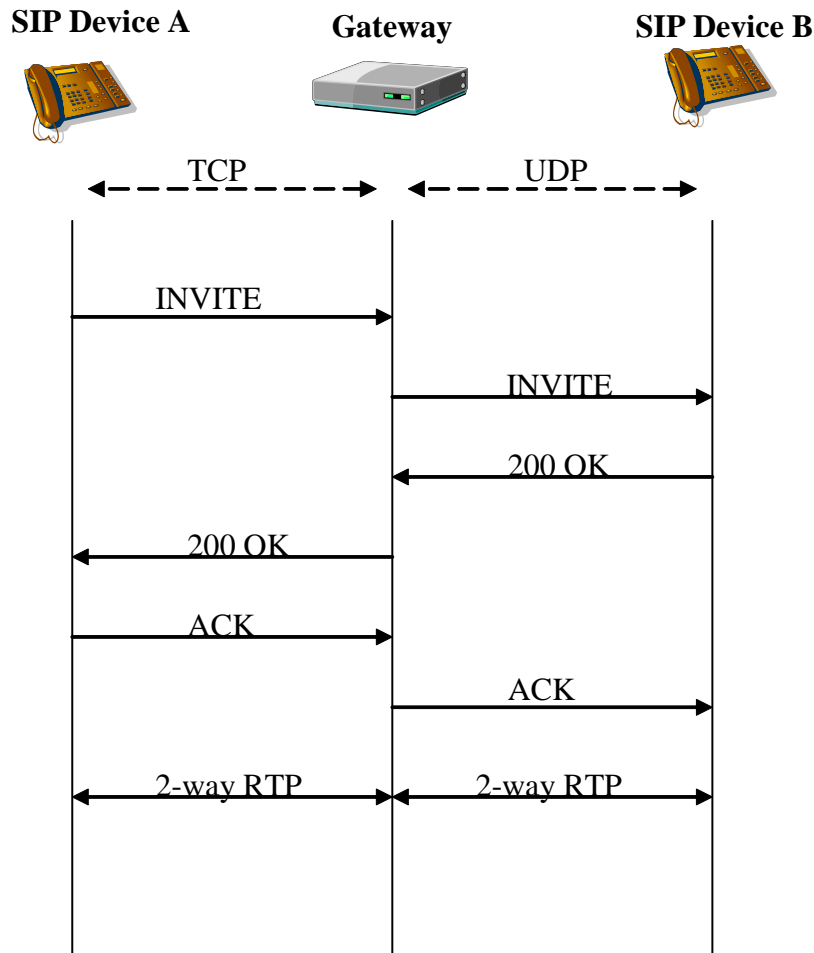 SIP Device A
Gateway
SIP Device B
TCP
UDP
INVITE
INVITE
200 OK
200 OK
ACK
ACK
2-way RTP
2-way RTP